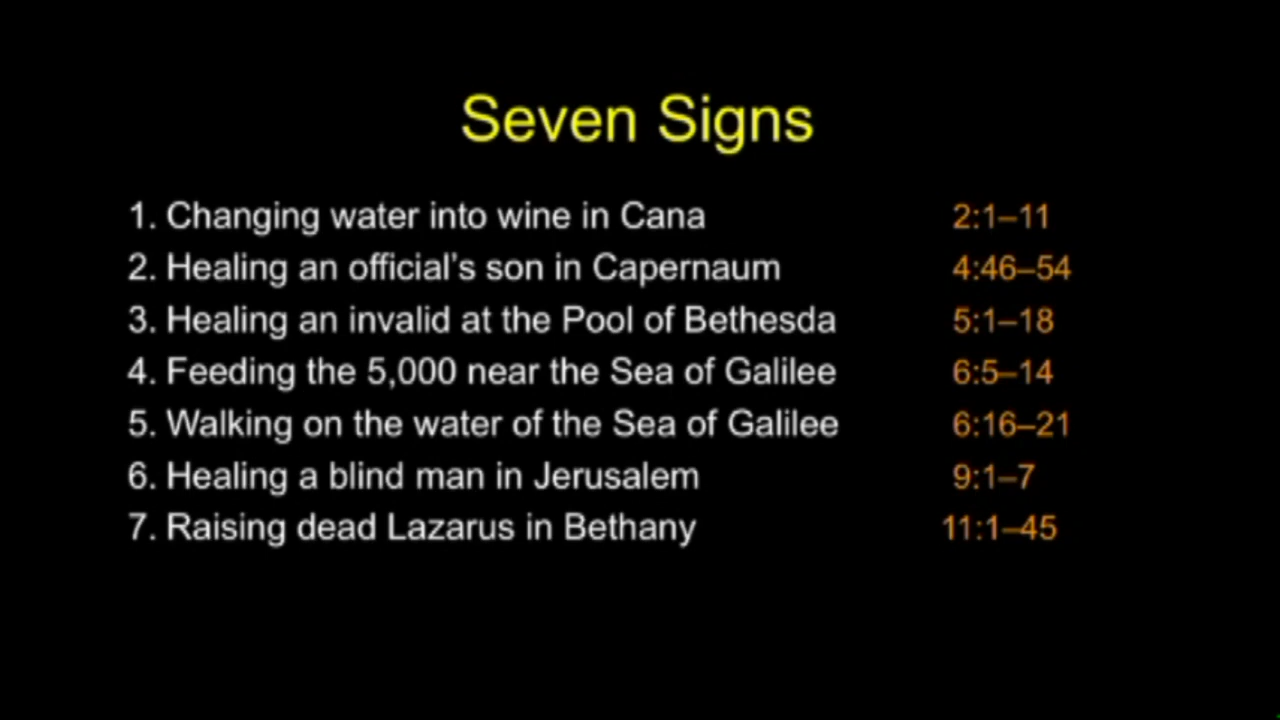 Seven Signs
1. Changing water into wine in Cana 2:1–11
2. Healing an official's son in Capernaum 4:46–54
3. Healing an invalid at the Pool of Bethesda 5:1–18
4. Feeding the 5,000 near the Sea of Galilee 6:5–14
5. Walking on the water of the Sea of Galilee 6:16–21
6. Healing a blind man in Jerusalem 9:1–7
7. Raising dead Lazarus in Bethany 11:1–45